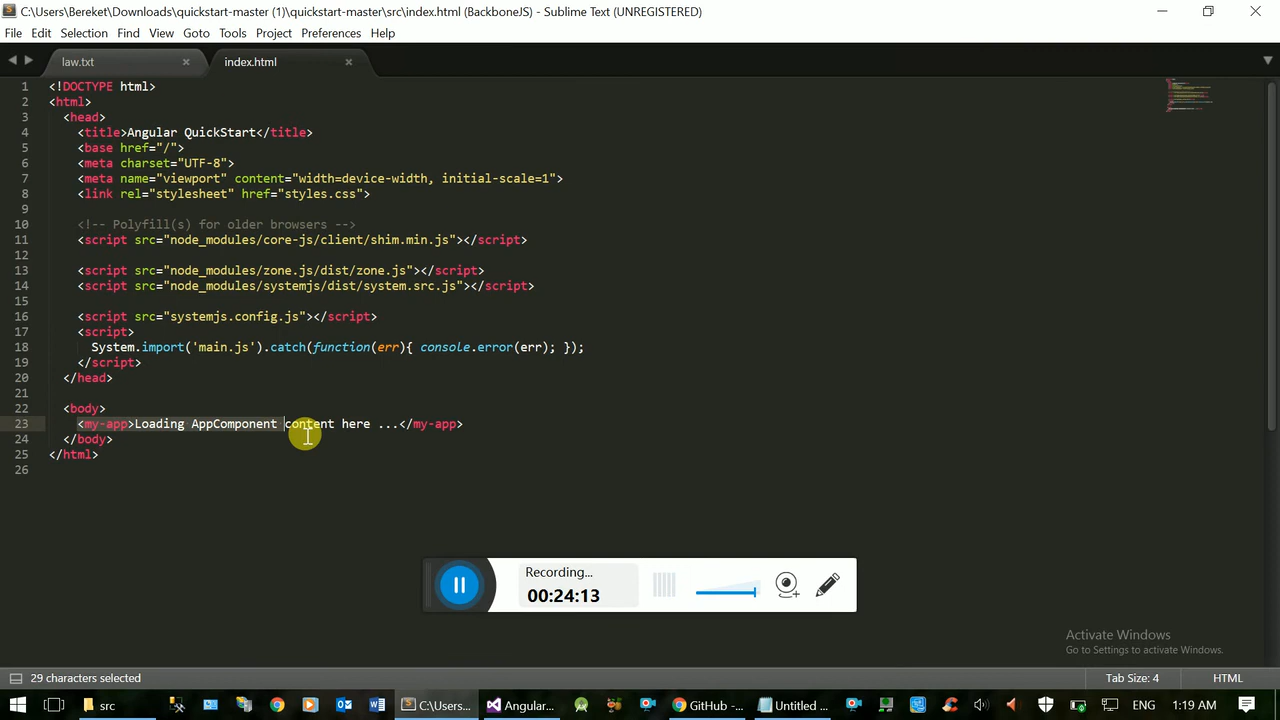 C:\Users\Bereket\Downloads\quickstart-master (1)\quickstart-master\src\index.html (BackboneJS) - Sublime Text (UNREGISTERED)
File Edit Selection Find View Goto Tools Project Preferences Help
law.txt index.html
1 <!DOCTYPE html>
2 <html>
3 <head>
4 <title>Angular QuickStart</title>
5 <base href="/">
6 <meta charset="UTF-8">
7 <meta name="viewport" content="width=device-width, initial-scale=1">
8 <link rel="stylesheet" href="styles.css">
9
10 <!-- Polyfill(s) for older browsers -->
11 <script src="node_modules/core-js/client/shim.min.js"></script>
12
13 <script src="node_modules/zone.js/dist/zone.js"></script>
14 <script src="node_modules/systemjs/dist/system.src.js"></script>
15
16 <script src="systemjs.config.js"></script>
17 <script>
18 System.import('main.js').catch(function(err){ console.error(err); });
19 </script>
20 </head>
21
22 <body>
23 <my-app>Loading AppComponent content here ...</my-app>
24 </body>
25 </html>
26
Recording...
00:24:13
Activate Windows
Go to Settings to activate Windows.
29 characters selected Tab Size: 4 HTML
src C:\Users... Angular... GitHub -... Untitled ... ENG 1:19 AM